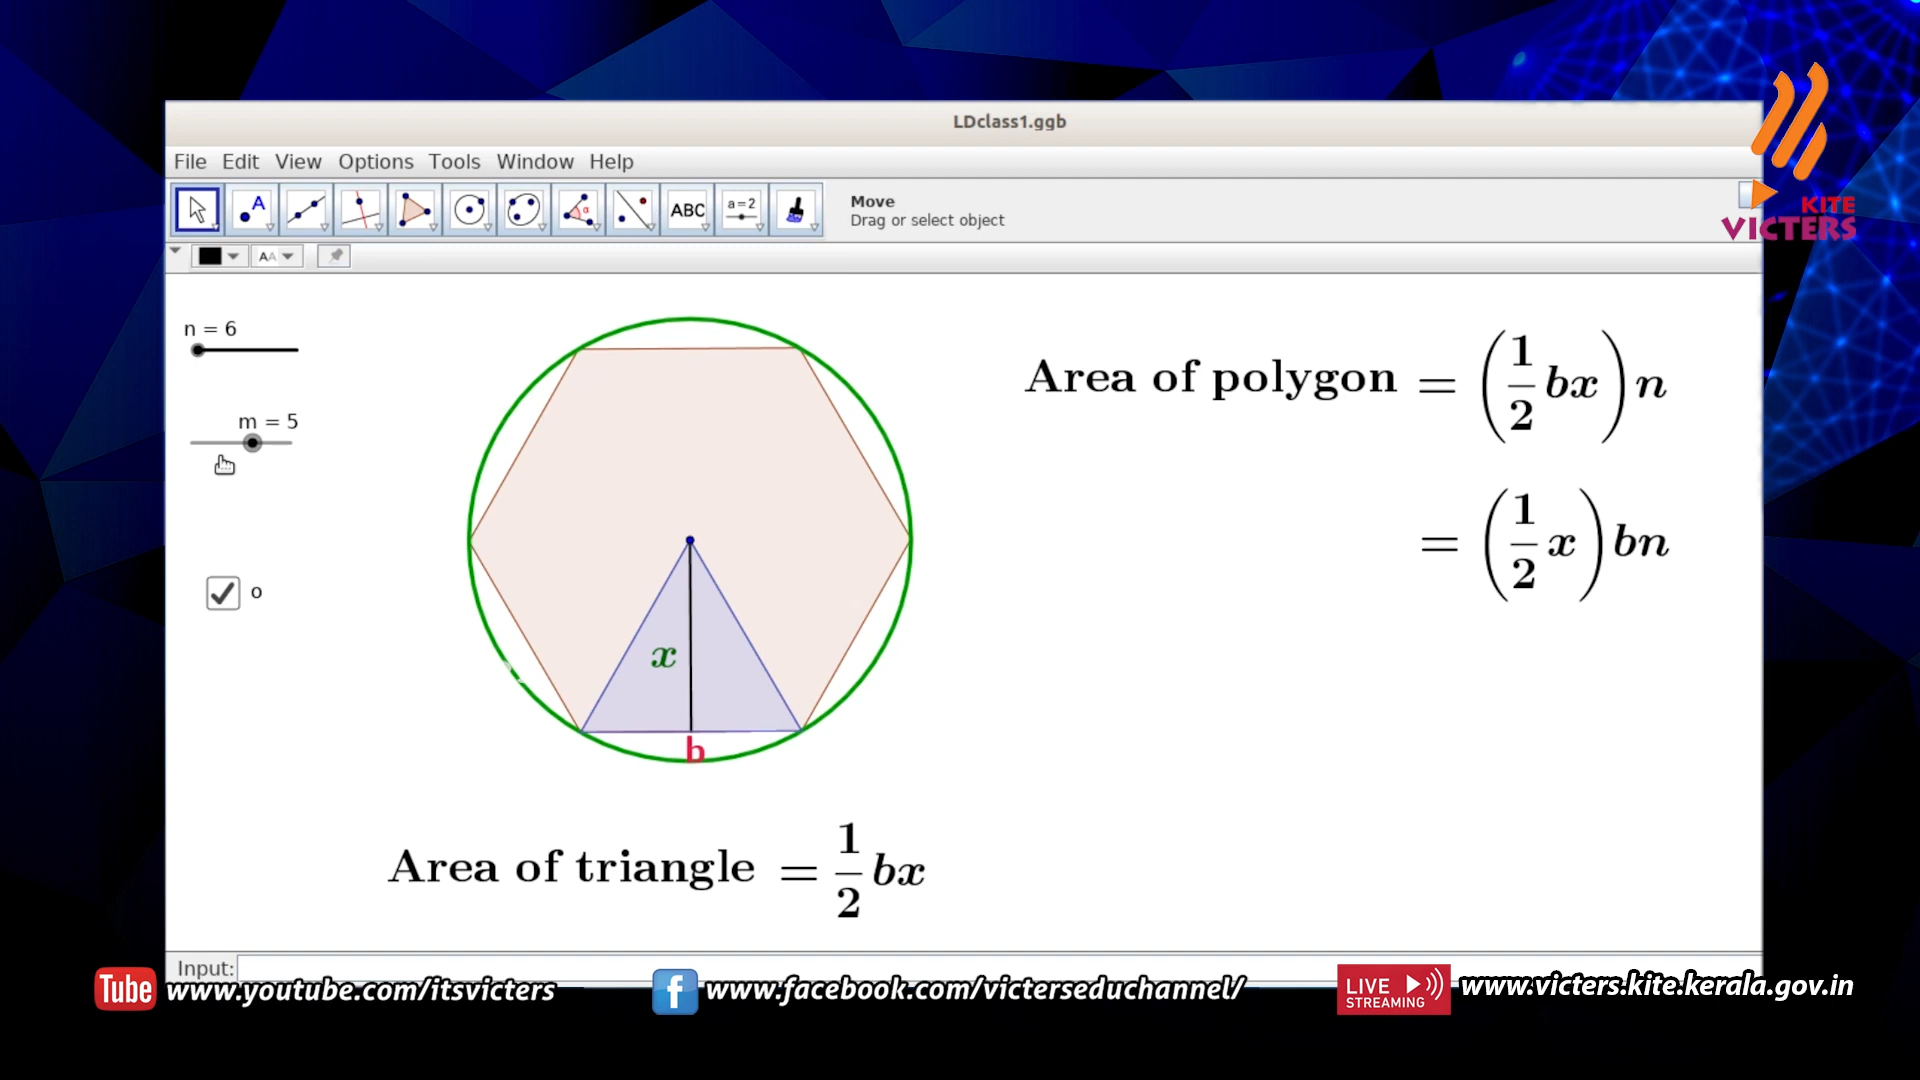 LDclass1.ggb
File Edit View Options Tools Window Help
A
α
ABC
a=2
Move
Drag or select object
KITE
VICTERS
AA
n = 6
m = 5
o
x
b
Area of polygon = (1/2 bx) n
= (1/2 x) bn
Area of triangle = 1/2 bx
Input:
Tube www.youtube.com/itsvicters
f www.facebook.com/victerseduchannel/
LIVE STREAMING www.victers.kite.kerala.gov.in